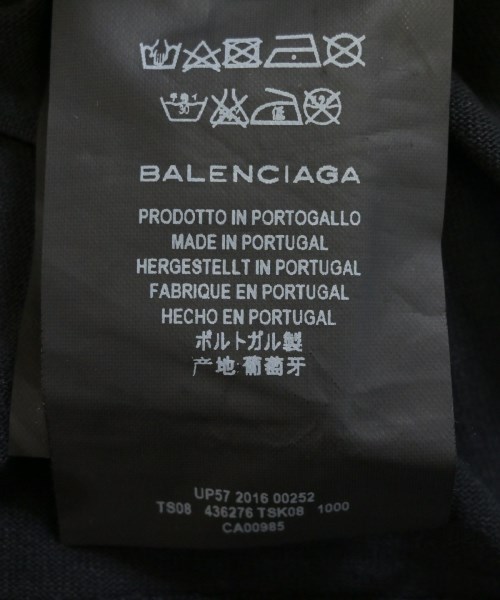 BALENCIAGA
PRODOTTO IN PORTOGALLO
MADE IN PORTUGAL
HERGESTELLT IN PORTUGAL
FABRIQUE EN PORTUGAL
HECHO EN PORTUGAL
ポルトガル製
产地 葡萄牙
UP57 2016 00252
TS08 436276 TSK08 1000
CA00985